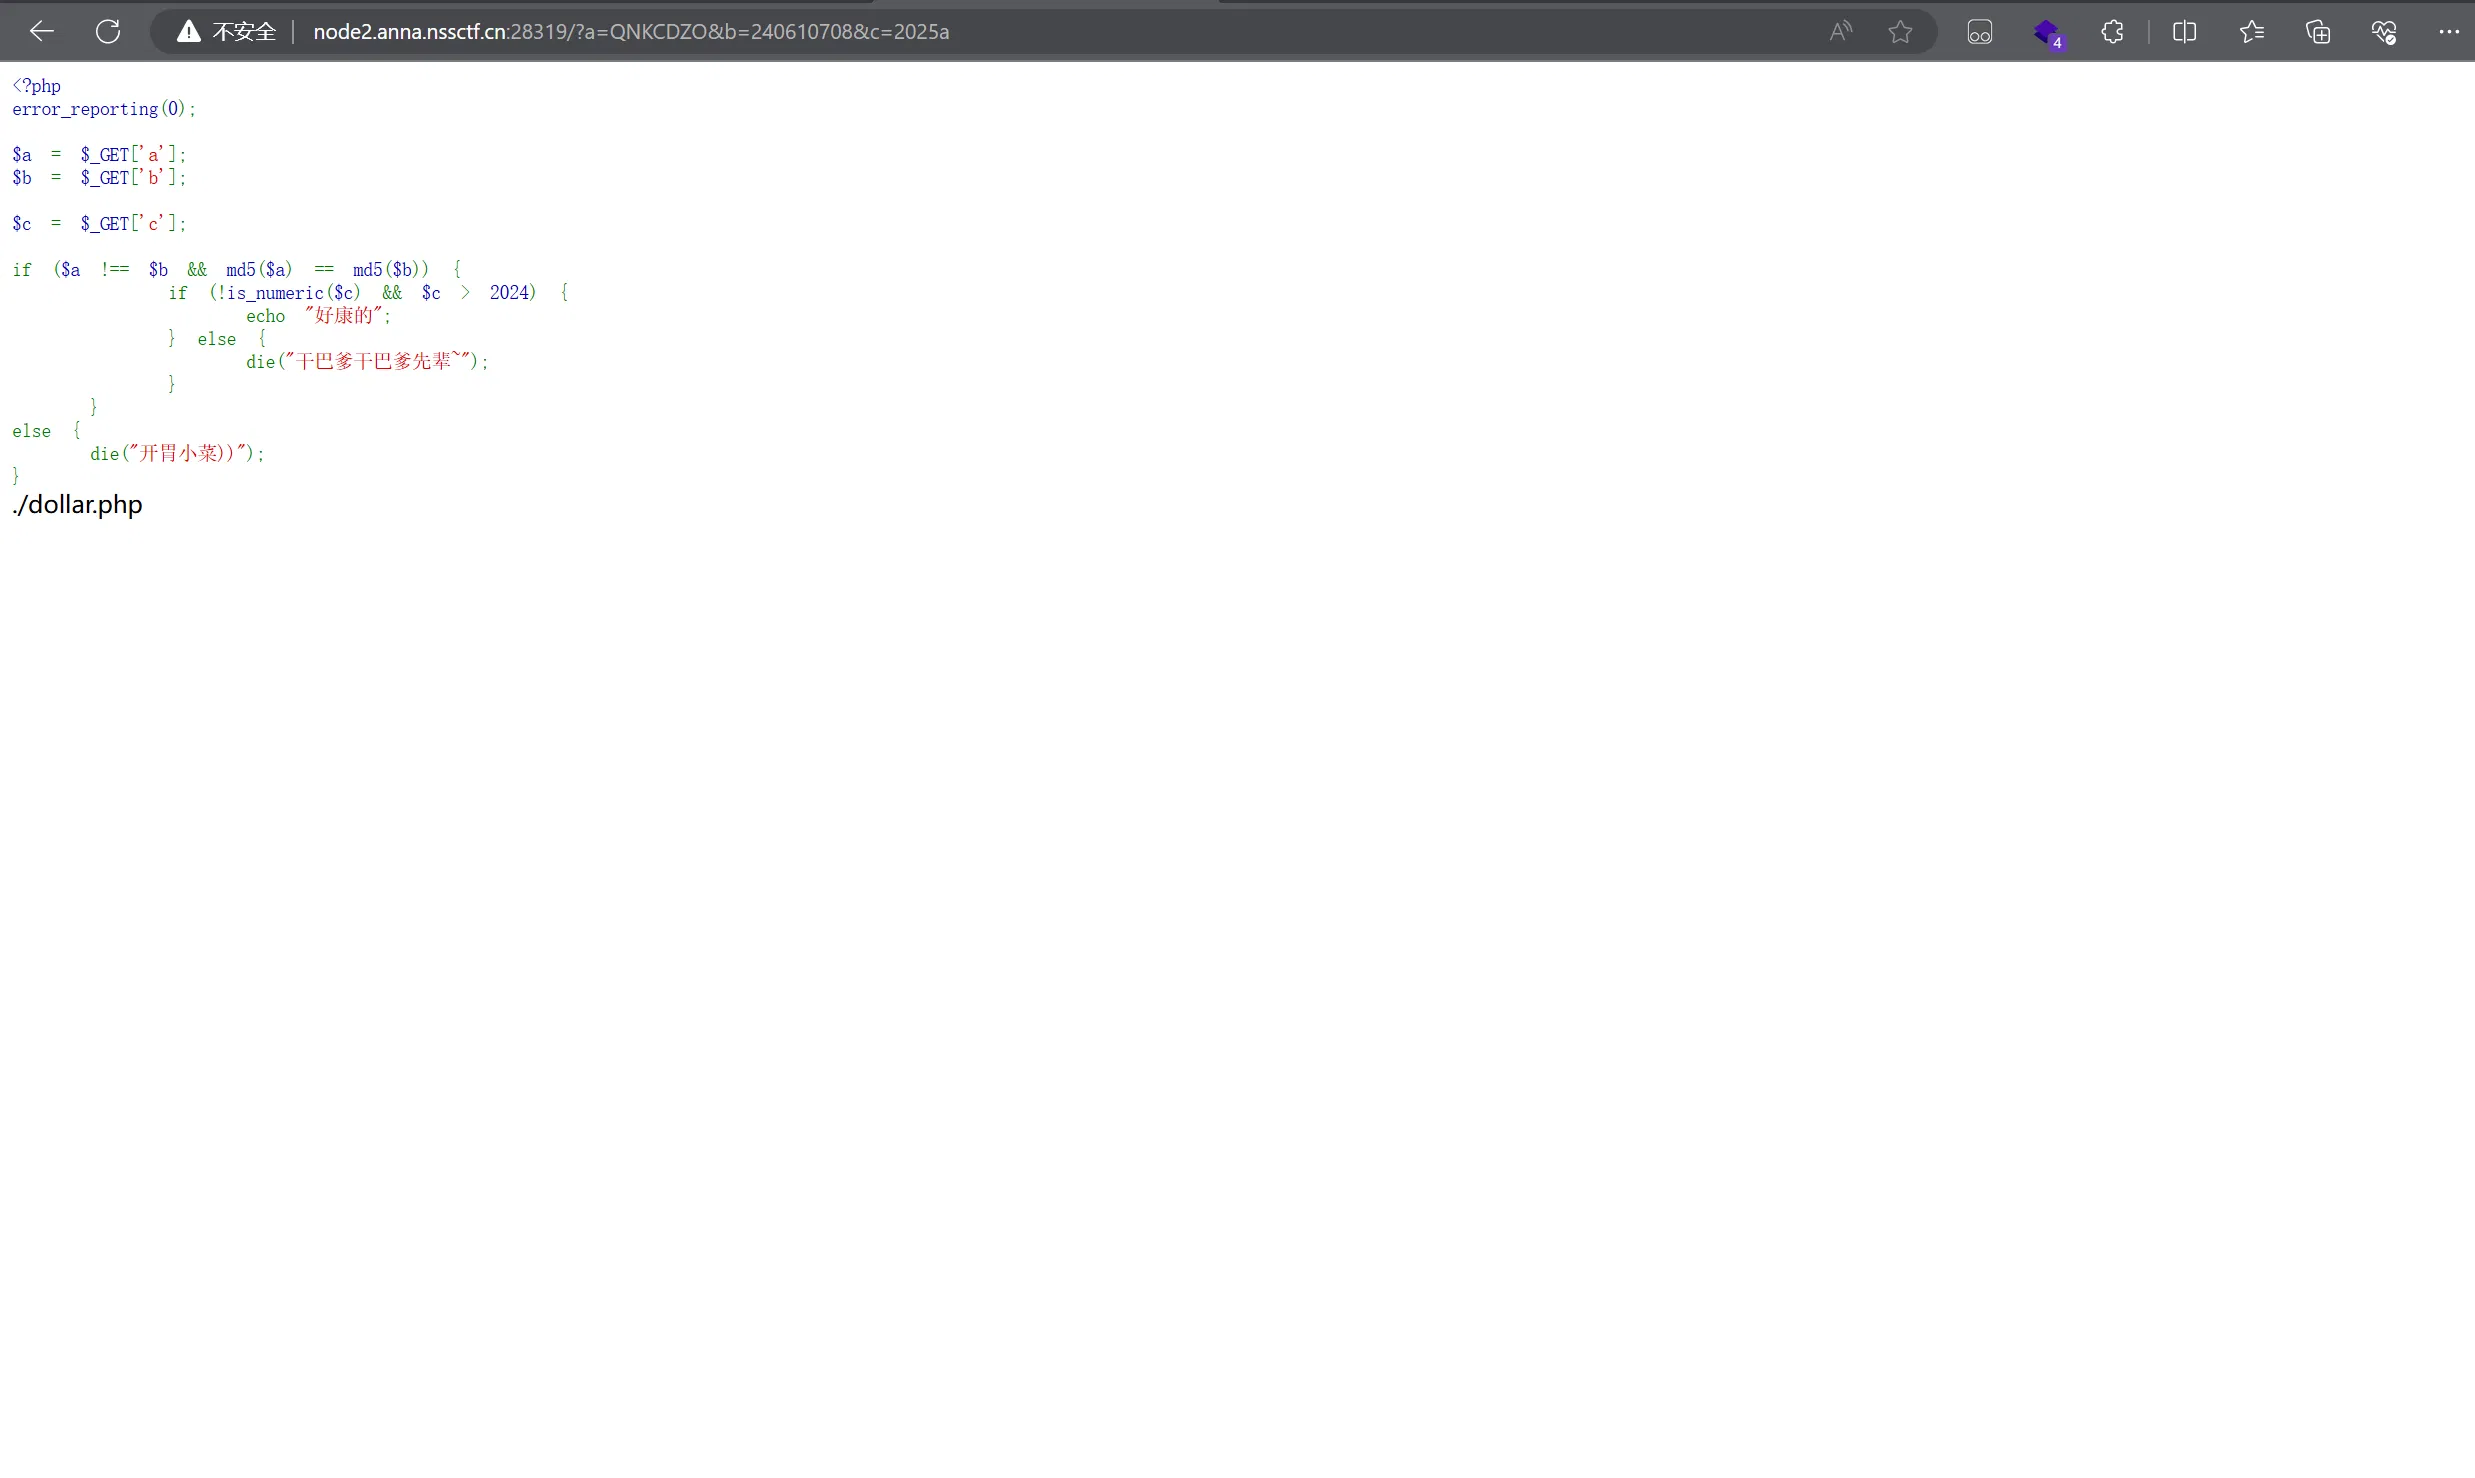 不安全 | node2.anna.nssctf.cn:28319/?a=QNKCDZO&b=240610708&c=2025a
4
<?php
error_reporting(0);
$a = $_GET['a'];
$b = $_GET['b'];
$c = $_GET['c'];
if ($a !== $b && md5($a) == md5($b)) {
if (!is_numeric($c) && $c > 2024) {
echo "好康的";
} else {
die("干巴爹干巴爹先辈~");
}
}
else {
die("开胃小菜))");
}
./dollar.php